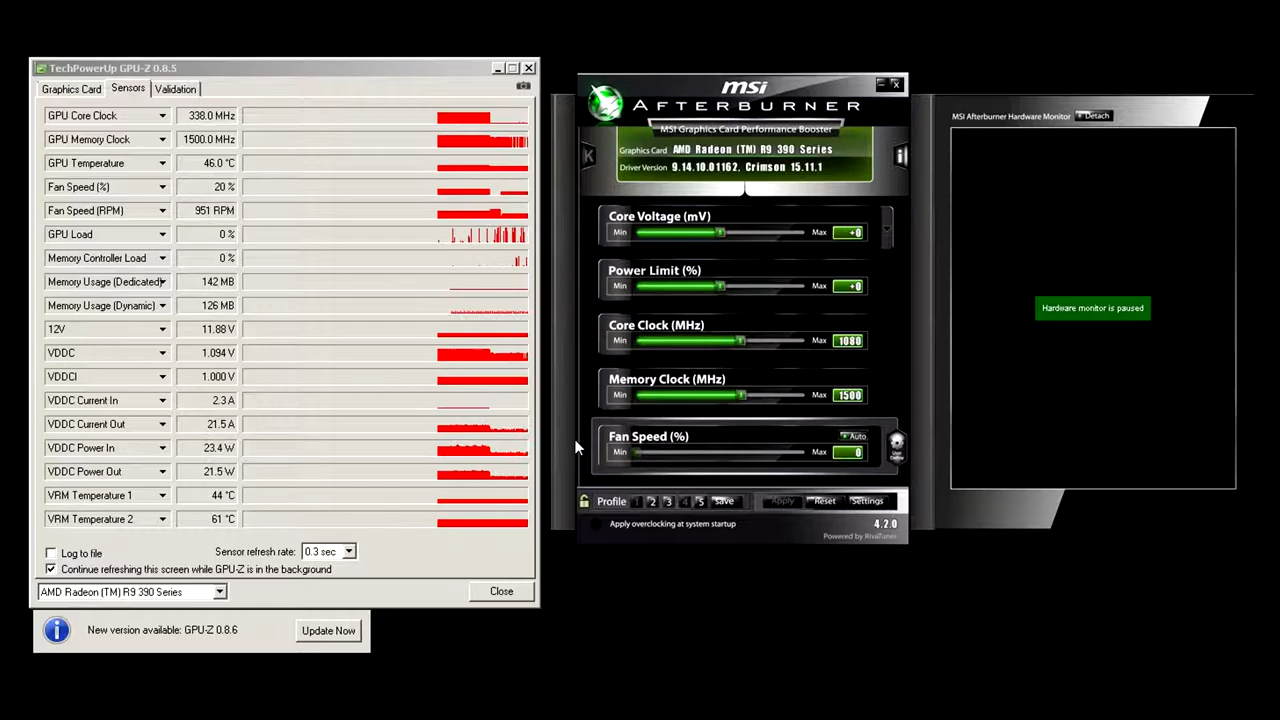 TechPowerUp GPU-Z 0.8.5
Graphics Card Sensors Validation
GPU Core Clock 338.0 MHz
GPU Memory Clock 1500.0 MHz
GPU Temperature 46.0 °C
Fan Speed (%) 20 %
Fan Speed (RPM) 951 RPM
GPU Load 0 %
Memory Controller Load 0 %
Memory Usage (Dedicated) 142 MB
Memory Usage (Dynamic) 126 MB
12V 11.88 V
VDDC 1.094 V
VDDCI 1.000 V
VDDC Current In 2.3 A
VDDC Current Out 21.5 A
VDDC Power In 23.4 W
VDDC Power Out 21.5 W
VRM Temperature 1 44 °C
VRM Temperature 2 61 °C
Log to file Sensor refresh rate: 0.3 sec
Continue refreshing this screen while GPU-Z is in the background
AMD Radeon (TM) R9 390 Series Close
New version available: GPU-Z 0.8.6 Update Now
msi
AFTERBURNER
MSI Graphics Card Performance Booster
K i
Graphics Card AMD Radeon (TM) R9 390 Series
Driver Version 9.14.10.01162, Crimson 15.11.1
Core Voltage (mV)
Min Max +0
Power Limit (%)
Min Max +0
Core Clock (MHz)
Min Max 1080
Memory Clock (MHz)
Min Max 1500
Fan Speed (%) Auto
Min Max 0
User Define
Profile 1 2 3 4 5 Save Apply Reset Settings
Apply overclocking at system startup 4.2.0
Powered by RivaTuner
MSI Afterburner Hardware Monitor Detach
Hardware monitor is paused